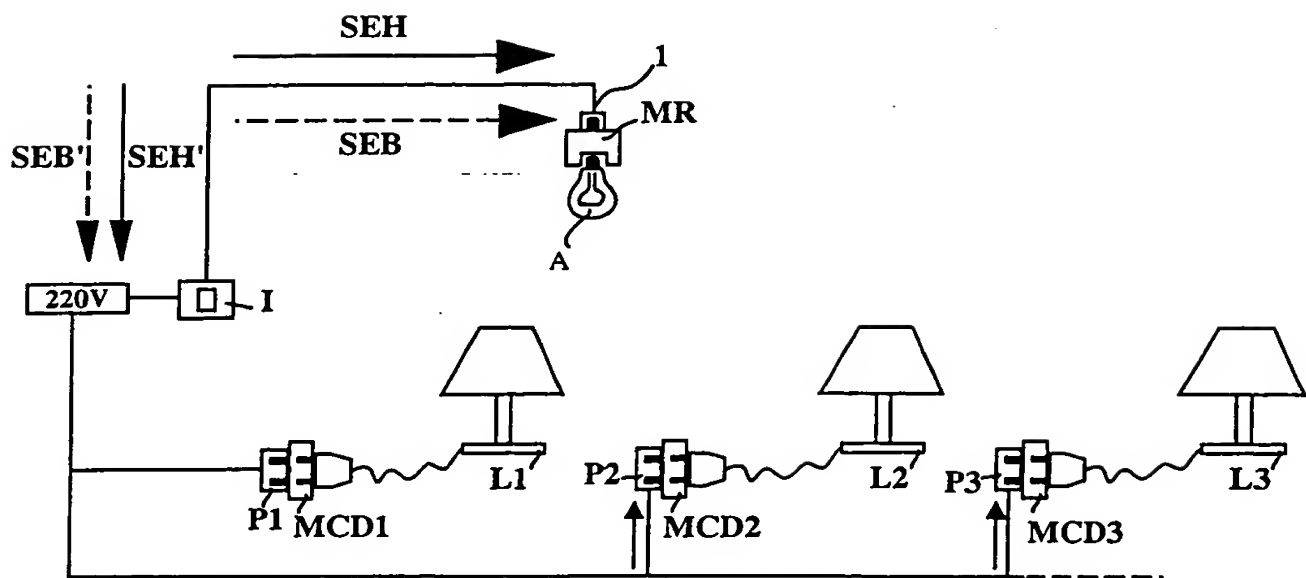 SEH
1
MR
SEB
SEB'
SEH'
A
220V
I
L1
L2
L3
P1
MCD1
P2
MCD2
P3
MCD3